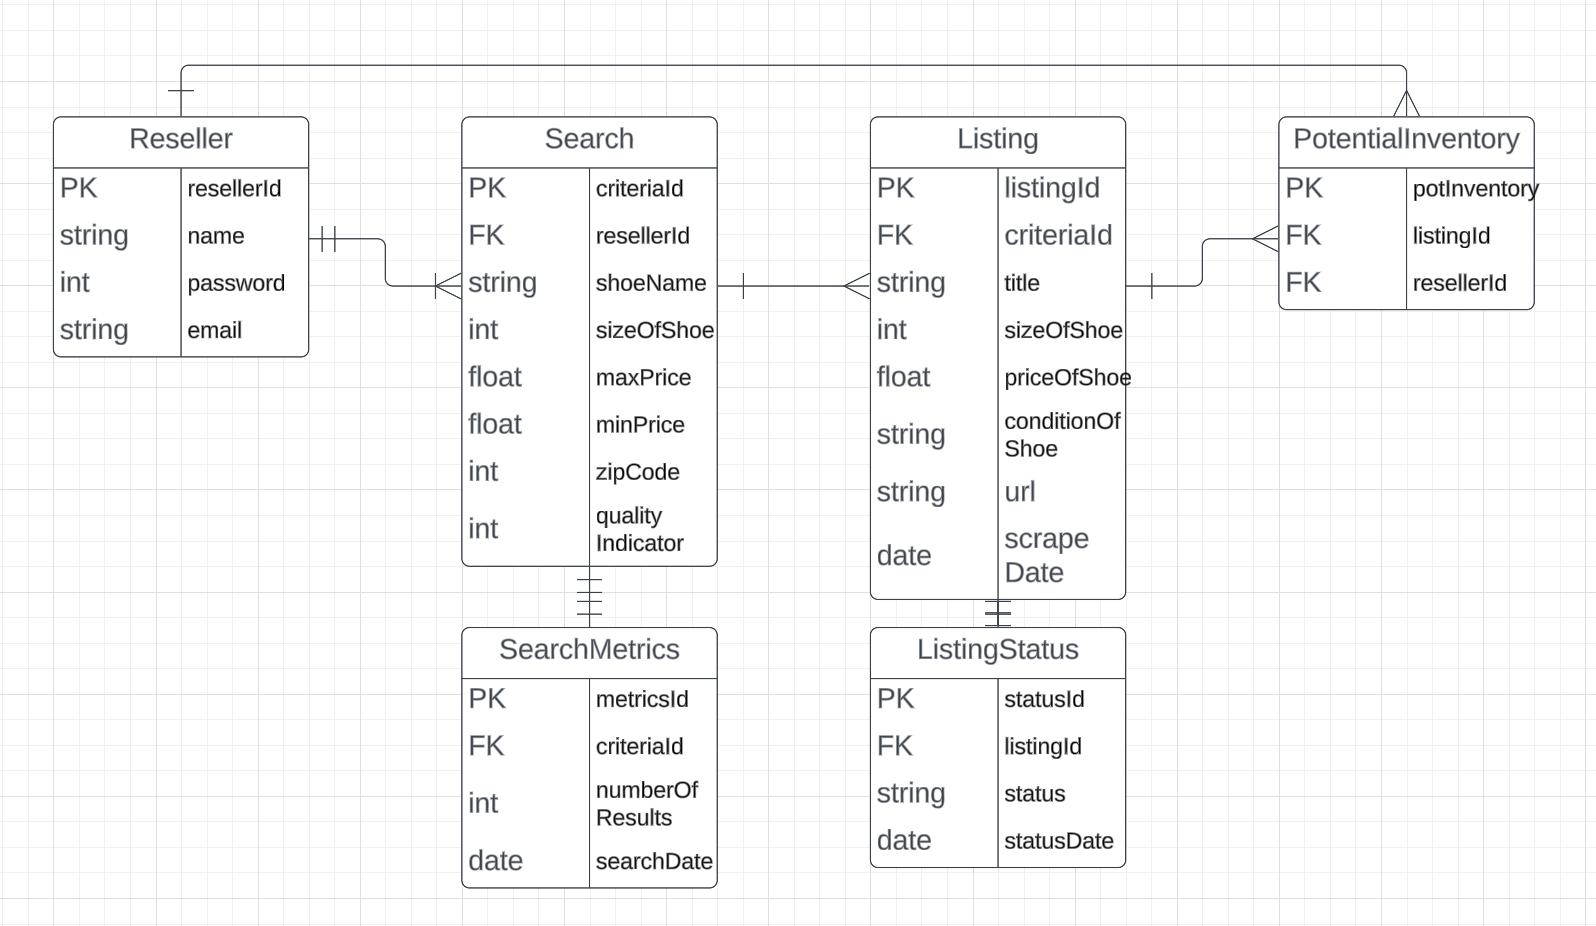 Reseller
PK resellerId
string name
int password
string email
Search
PK criteriaId
FK resellerId
string shoeName
int sizeOfShoe
float maxPrice
float minPrice
int zipCode
int quality
Indicator
Listing
PK listingId
FK criteriaId
string title
int sizeOfShoe
float priceOfShoe
string conditionOf
Shoe
string url
date scrape
Date
PotentialInventory
PK potInventory
FK listingId
FK resellerId
SearchMetrics
PK metricsId
FK criteriaId
int numberOf
Results
date searchDate
ListingStatus
PK statusId
FK listingId
string status
date statusDate